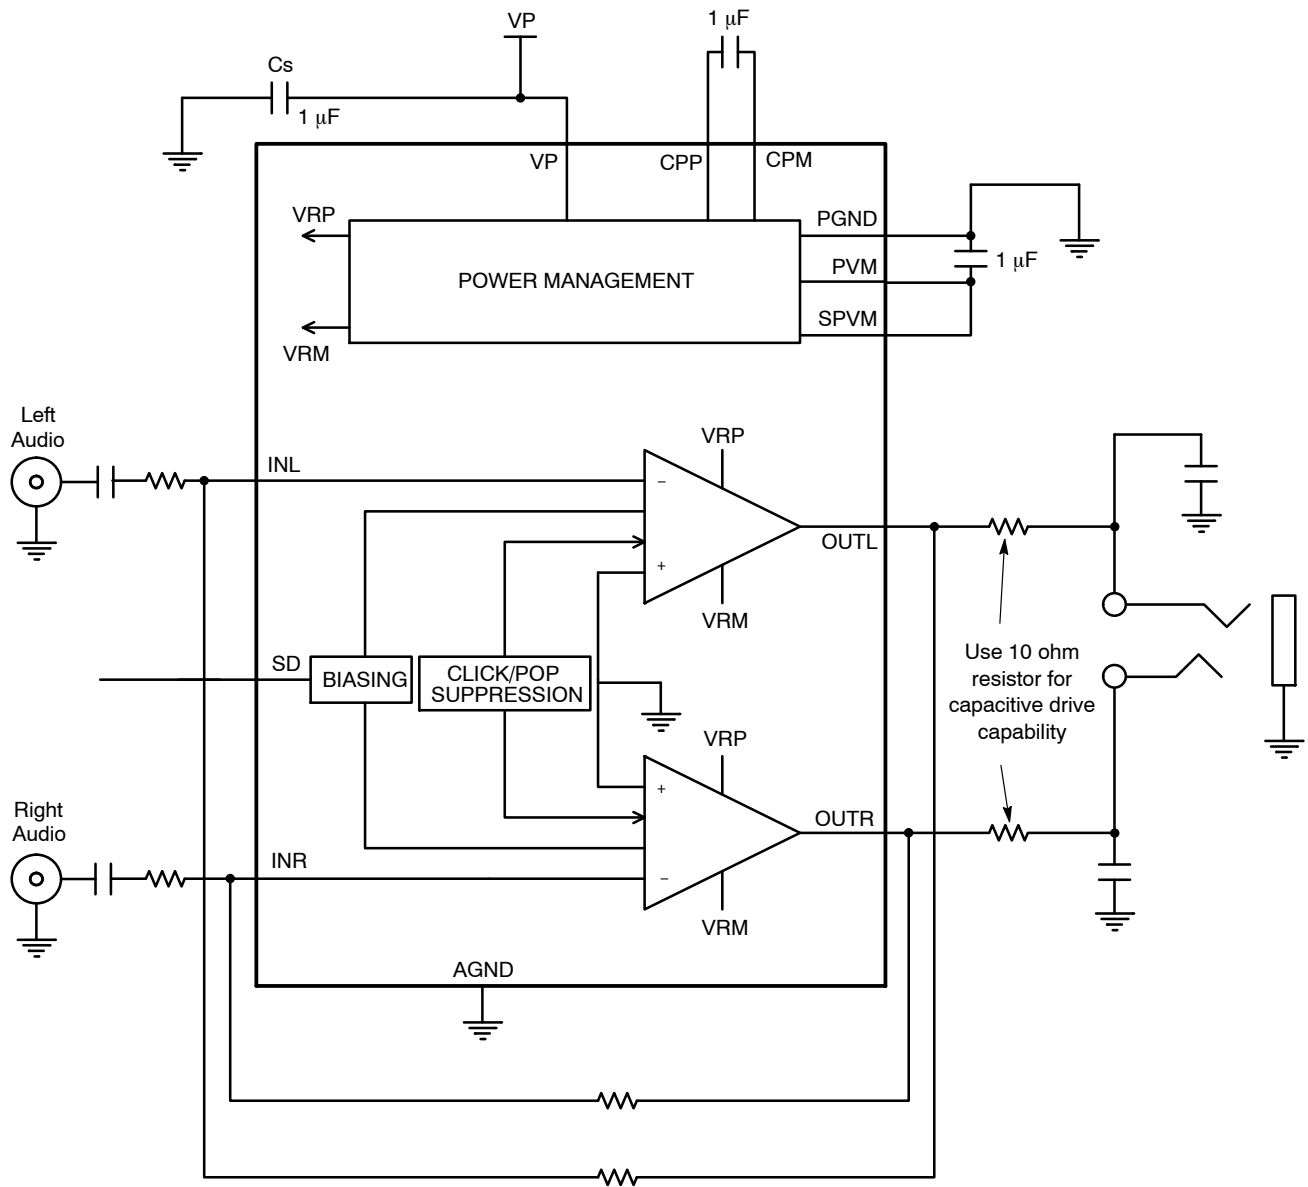 VP
1 μF
Cs
1 μF
VP
CPP
CPM
VRP
PGND
POWER MANAGEMENT
PVM
1 μF
SPVM
VRM
Left
Audio
INL
VRP
−
OUTL
+
VRM
SD
BIASING
CLICK/POP
SUPPRESSION
Use 10 ohm
resistor for
capacitive drive
capability
VRP
+
OUTR
Right
Audio
INR
−
VRM
AGND